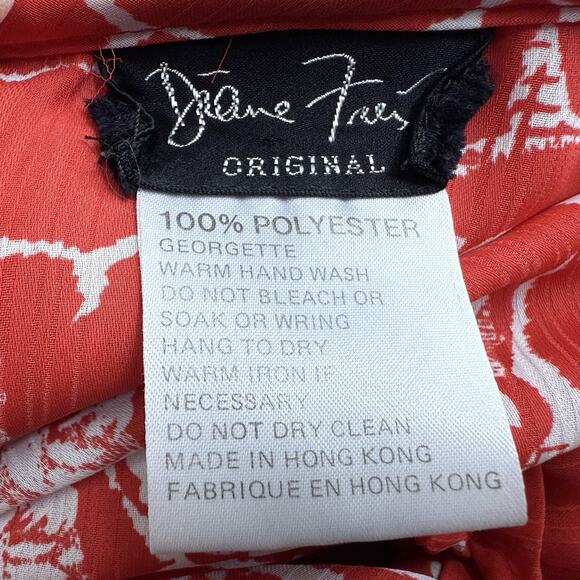 Diane Freis
ORIGINAL
100% POLYESTER
GEORGETTE
WARM HAND WASH
DO NOT BLEACH OR
SOAK OR WRING
HANG TO DRY
WARM IRON IF
NECESSARY
DO NOT DRY CLEAN
MADE IN HONG KONG
FABRIQUE EN HONG KONG